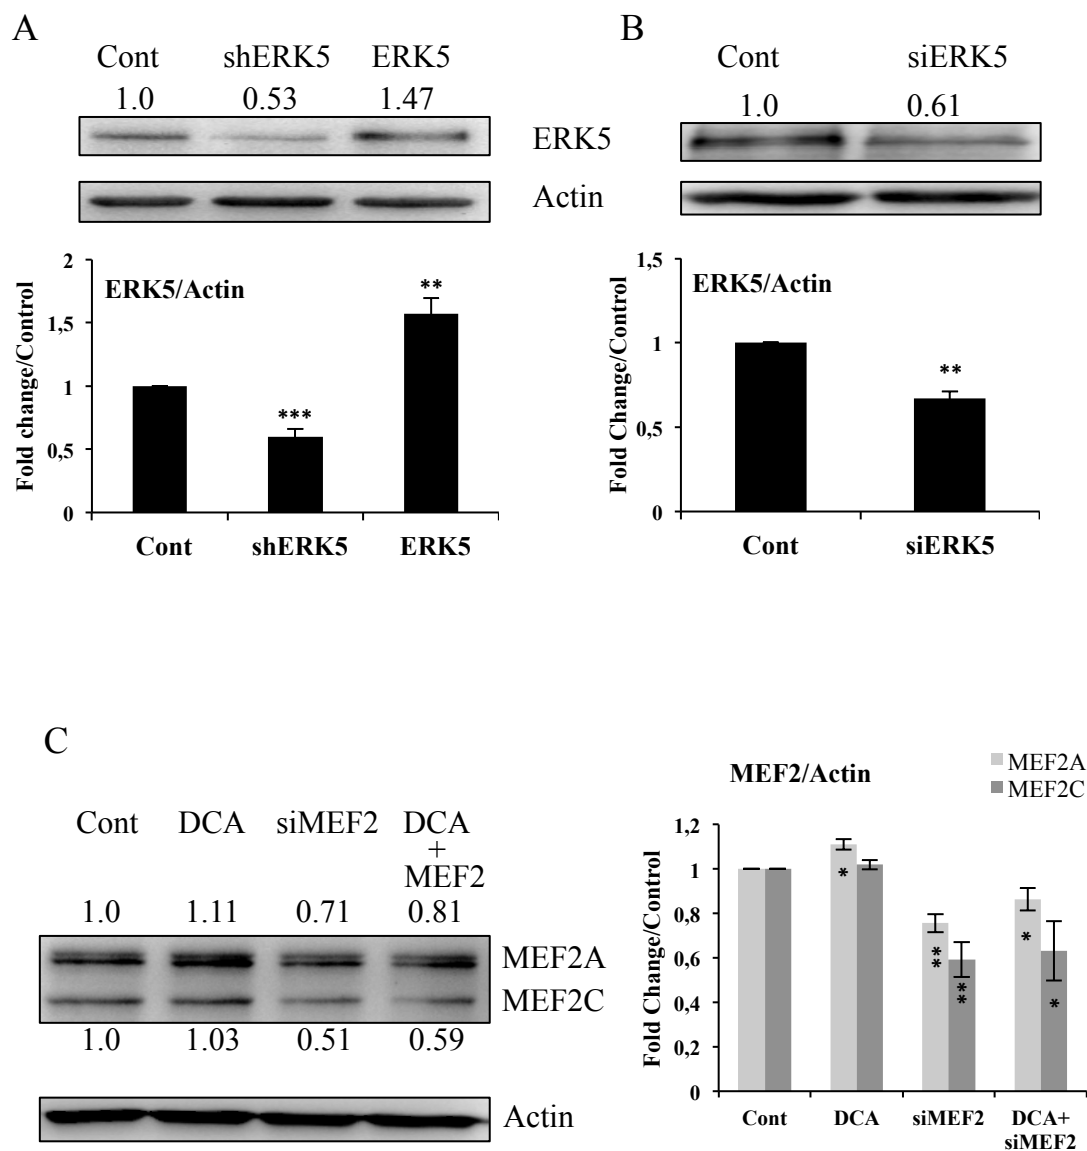 A
Cont shERK5 ERK5
1.0 0.53 1.47
ERK5
Actin
B
Cont siERK5
1.0 0.61
ERK5/Actin
Fold change/Control
2
1,5
1
0,5
0
***
**
Cont shERK5 ERK5
ERK5/Actin
Fold Change/Control
1,5
1
0,5
0
**
Cont siERK5
C
Cont DCA siMEF2 DCA
+
MEF2
1.0 1.11 0.71 0.81
MEF2A
MEF2C
1.0 1.03 0.51 0.59
Actin
MEF2/Actin
MEF2A
MEF2C
Fold Change/Control
1,2
1
0,8
0,6
0,4
0,2
0
*
**
**
*
*
Cont DCA siMEF2 DCA+
siMEF2